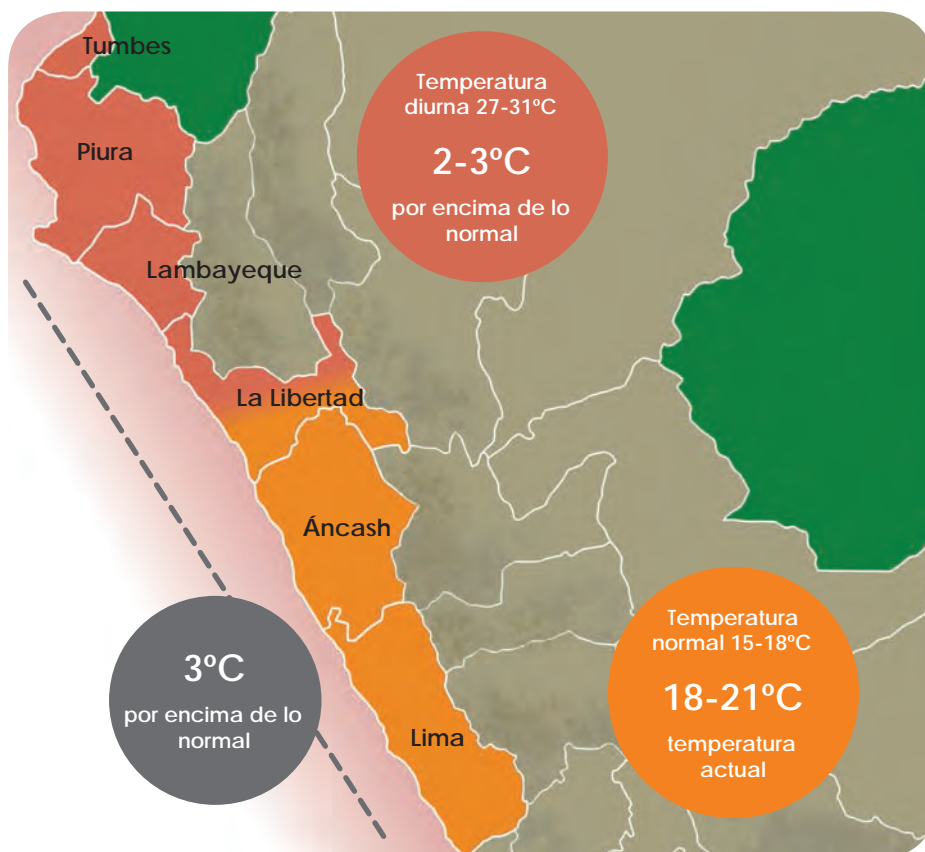 Tumbes
Piura
Lambayeque
La Libertad
Áncash
Lima
Temperatura
diurna 27-31ºC
2-3ºC
por encima de lo
normal
3ºC
por encima de lo
normal
Temperatura
normal 15-18ºC
18-21ºC
temperatura
actual